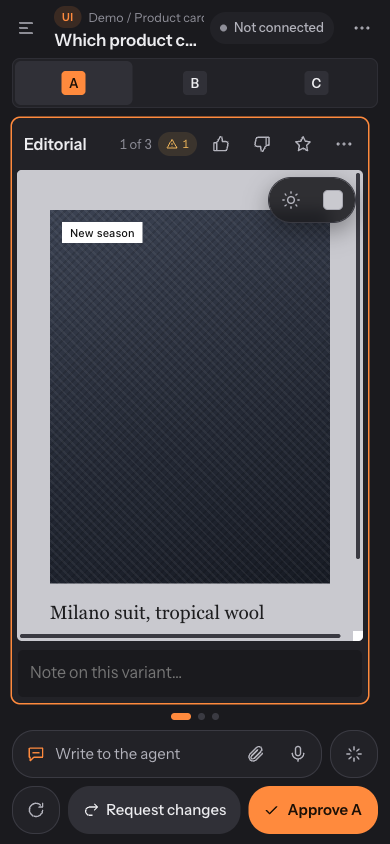 UI Demo / Product card
Not connected
Which product c...
A
B
C
Editorial
1 of 3
1
New season
Milano suit, tropical wool
Note on this variant...
Write to the agent
Request changes
Approve A